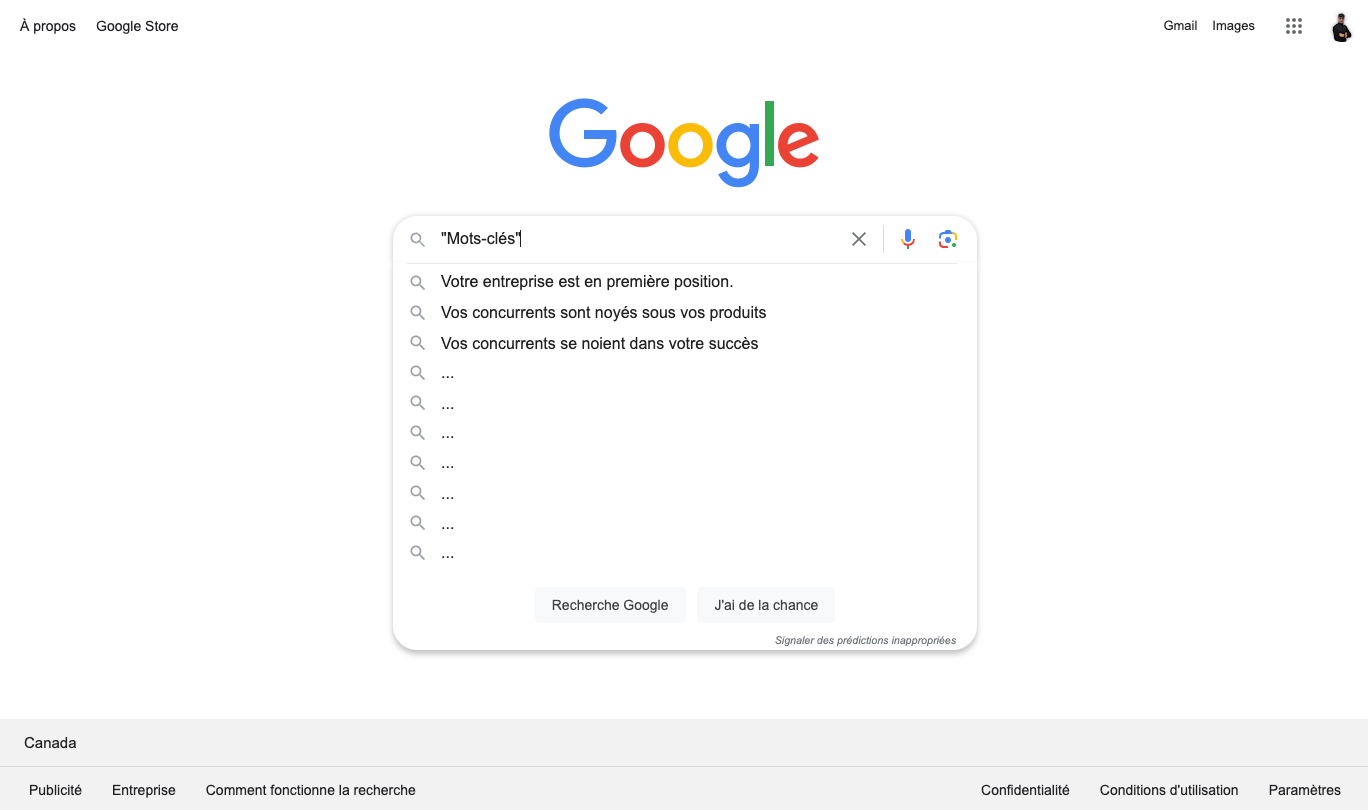 À propos Google Store Gmail Images
Google
"Mots-clés"
Votre entreprise est en première position.
Vos concurrents sont noyés sous vos produits
Vos concurrents se noient dans votre succès
...
...
...
...
...
...
...
Recherche Google J'ai de la chance
Signaler des prédictions inappropriées
Canada
Publicité Entreprise Comment fonctionne la recherche Confidentialité Conditions d'utilisation Paramètres